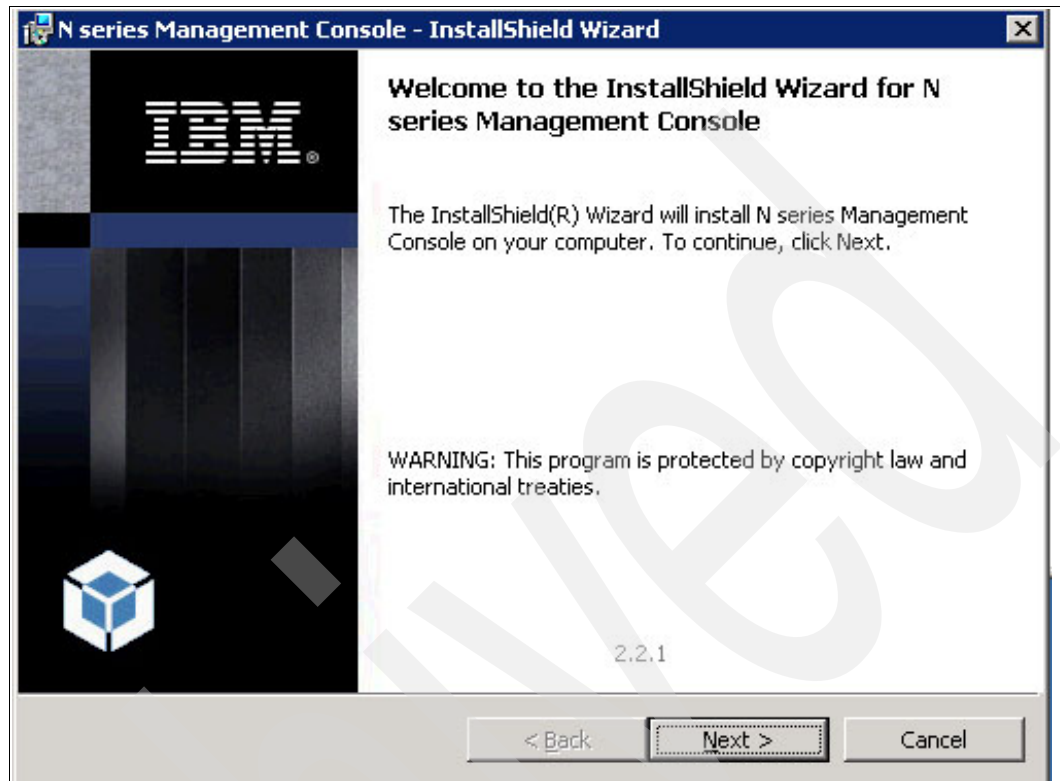 N series Management Console - InstallShield Wizard
IBM®
Welcome to the InstallShield Wizard for N
series Management Console
The InstallShield(R) Wizard will install N series Management
Console on your computer. To continue, click Next.
WARNING: This program is protected by copyright law and
international treaties.
2.2.1
< Back
Next >
Cancel